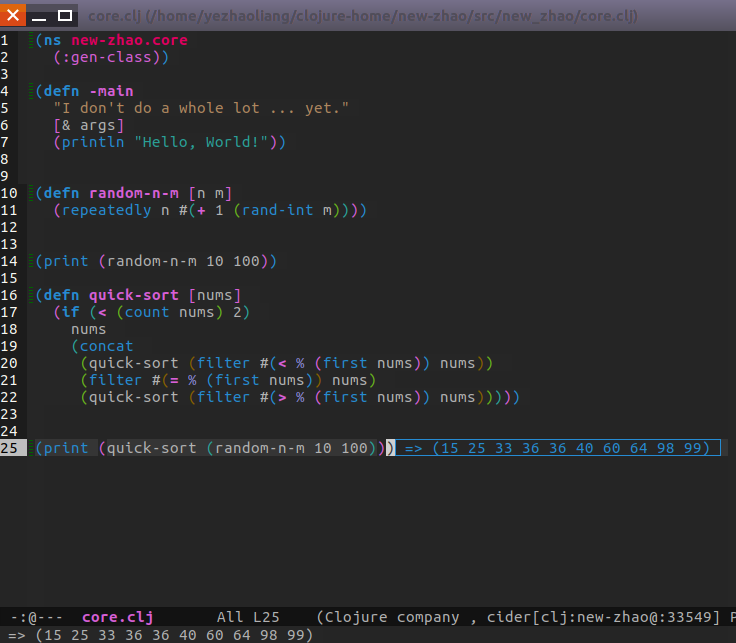 core.clj (/home/yezhaoliang/clojure-home/new-zhao/src/new_zhao/core.clj)
1 (ns new-zhao.core
2   (:gen-class))
3
4 (defn -main
5   "I don't do a whole lot ... yet."
6   [& args]
7   (println "Hello, World!"))
8
9
10 (defn random-n-m [n m]
11   (repeatedly n #(+ 1 (rand-int m))))
12
13
14 (print (random-n-m 10 100))
15
16 (defn quick-sort [nums]
17   (if (< (count nums) 2)
18     nums
19     (concat
20      (quick-sort (filter #(< % (first nums)) nums))
21      (filter #(= % (first nums)) nums)
22      (quick-sort (filter #(> % (first nums)) nums)))))
23
24
25 (print (quick-sort (random-n-m 10 100))) => (15 25 33 36 36 40 60 64 98 99)
-:@--- core.clj All L25 (Clojure company , cider[clj:new-zhao@:33549] P
=> (15 25 33 36 36 40 60 64 98 99)